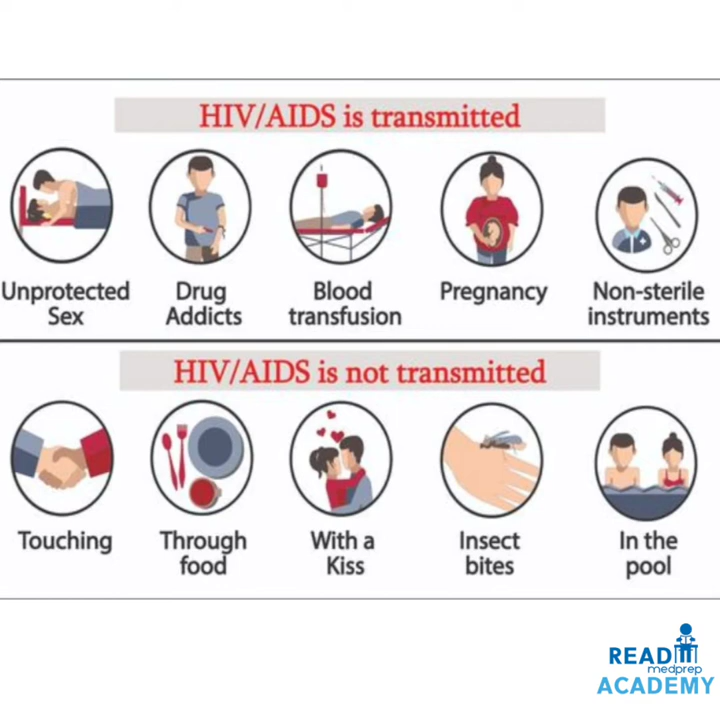 HIV/AIDS is transmitted
Unprotected
Sex
Drug
Addicts
Blood
transfusion
Pregnancy
Non-sterile
instruments
HIV/AIDS is not transmitted
Touching
Through
food
With a
Kiss
Insect
bites
In the
pool
READ
medprep
ACADEMY